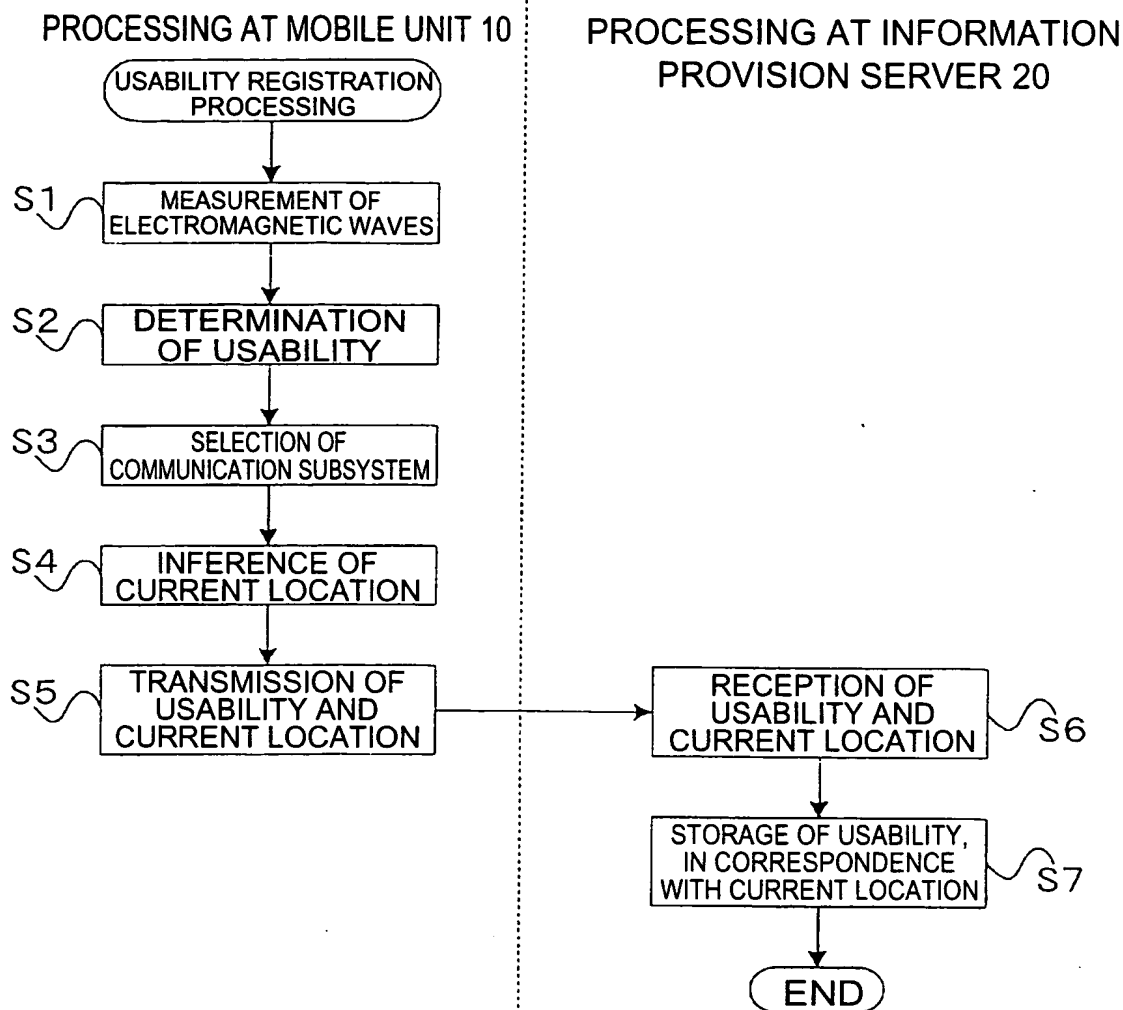 PROCESSING AT MOBILE UNIT 10
USABILITY REGISTRATION
PROCESSING
S1
MEASUREMENT OF
ELECTROMAGNETIC WAVES
S2
DETERMINATION
OF USABILITY
S3
SELECTION OF
COMMUNICATION SUBSYSTEM
S4
INFERENCE OF
CURRENT LOCATION
S5
TRANSMISSION OF
USABILITY AND
CURRENT LOCATION
PROCESSING AT INFORMATION
PROVISION SERVER 20
RECEPTION OF
USABILITY AND
CURRENT LOCATION
S6
STORAGE OF USABILITY,
IN CORRESPONDENCE
WITH CURRENT LOCATION
S7
END